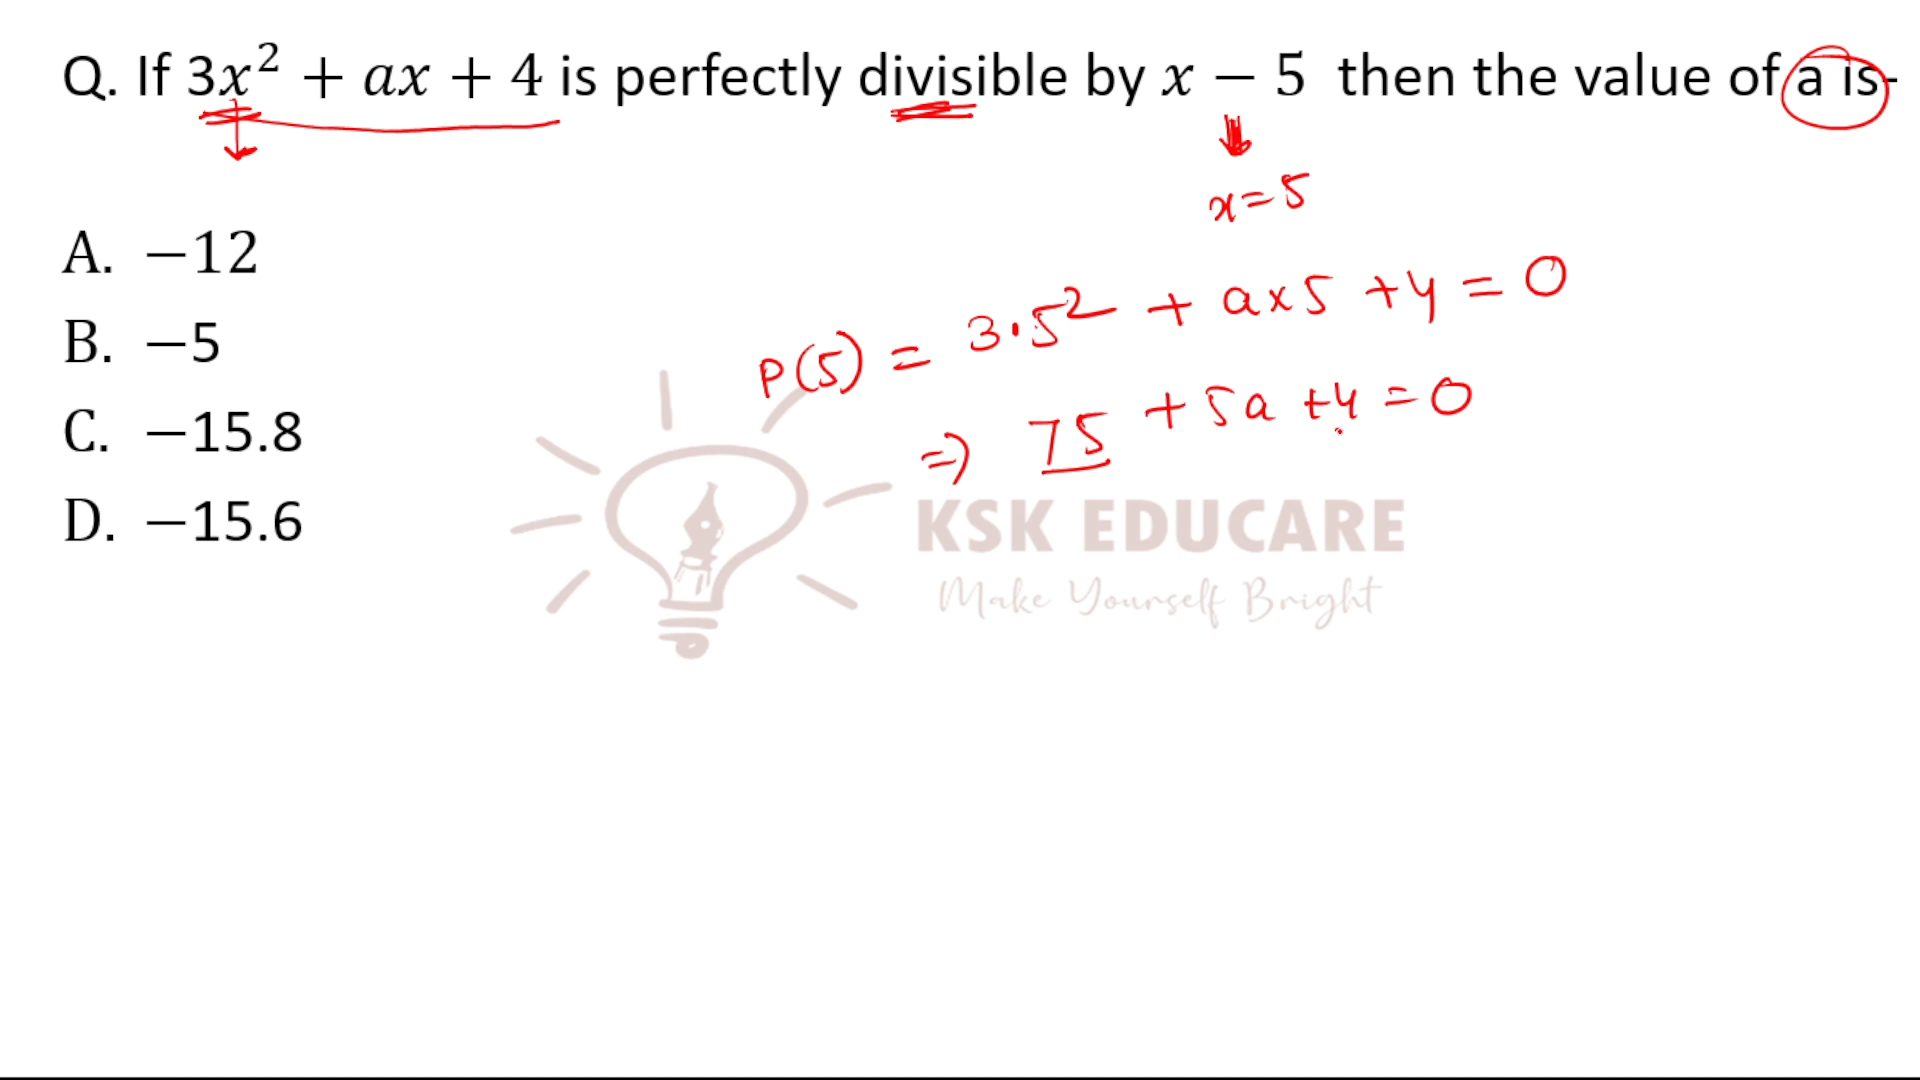 Q. If 3x² + ax + 4 is perfectly divisible by x − 5 then the value of a is-
x=5
A. −12
B. −5
C. −15.8
D. −15.6
P(5) = 3·5² + a×5 +4 = 0
=) 75 + 5a +4 = 0
KSK EDUCARE
Make Yourself Bright